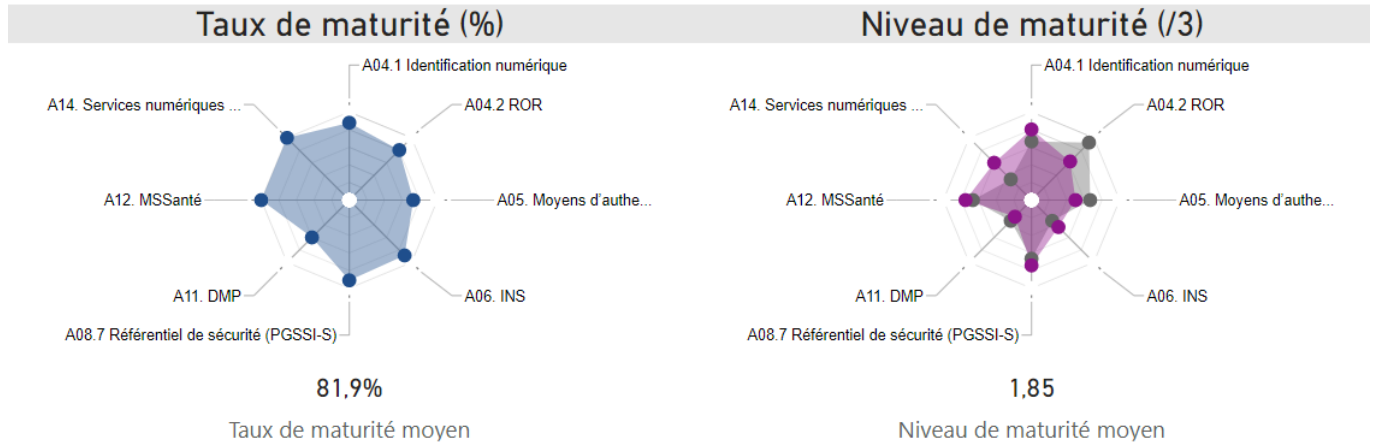 Taux de maturité (%)
A04.1 Identification numérique
A14. Services numériques ...
A04.2 ROR
A12. MSSanté
A05. Moyens d’authe...
A11. DMP
A06. INS
A08.7 Référentiel de sécurité (PGSSI-S)
81,9%
Taux de maturité moyen
Niveau de maturité (/3)
A04.1 Identification numérique
A14. Services numériques ...
A04.2 ROR
A12. MSSanté
A05. Moyens d’authe...
A11. DMP
A06. INS
A08.7 Référentiel de sécurité (PGSSI-S)
1,85
Niveau de maturité moyen